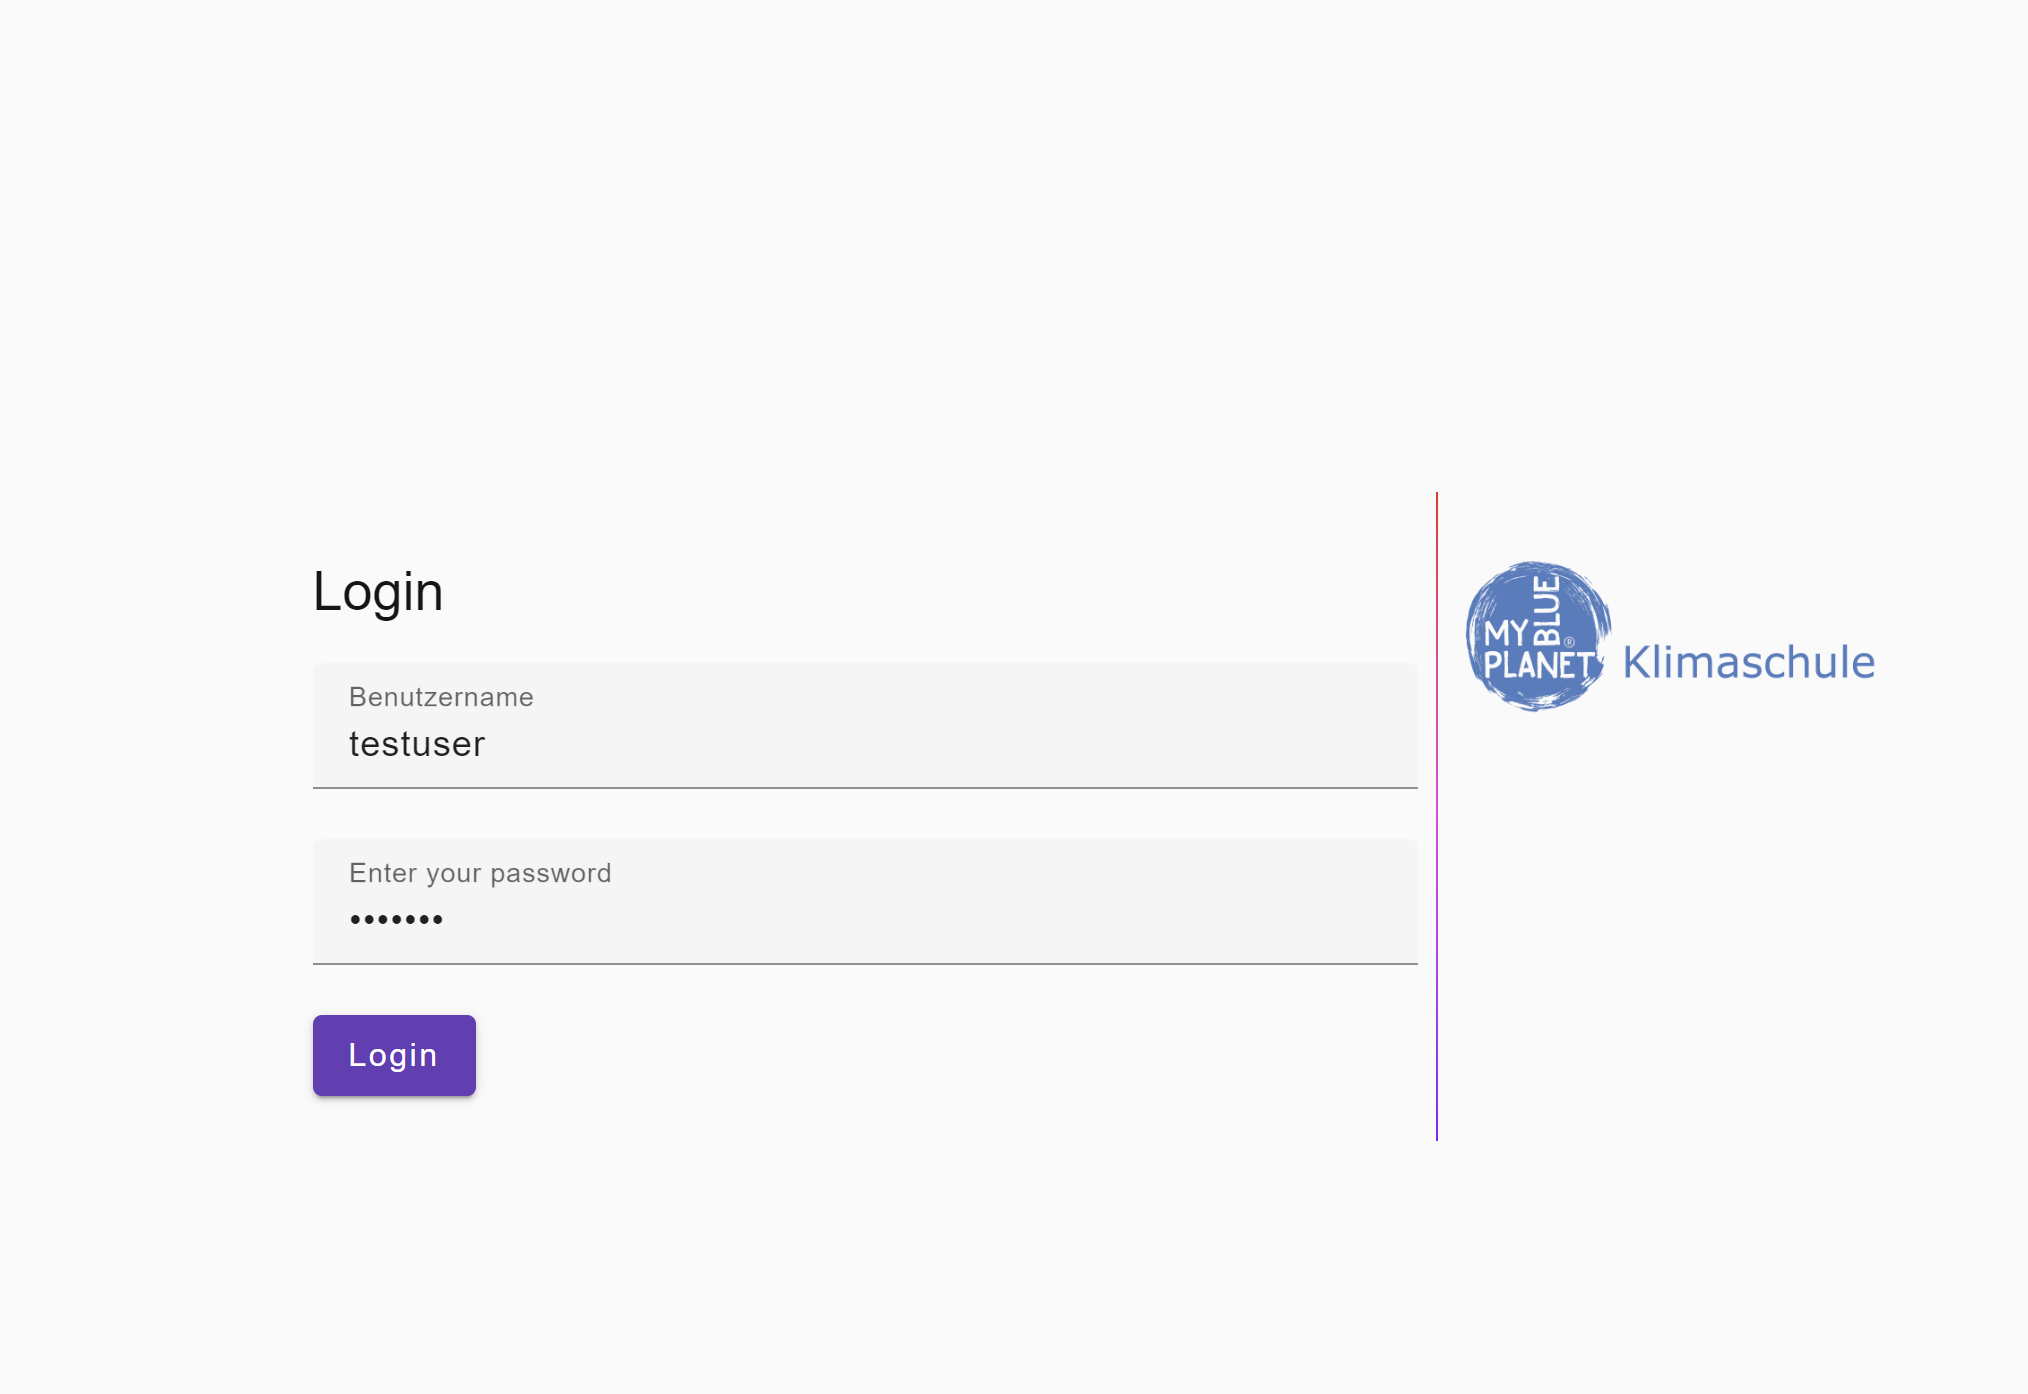 Login
Benutzername
testuser
Enter your password
•••••••
Login
MY BLUE
PLANET ®
Klimaschule